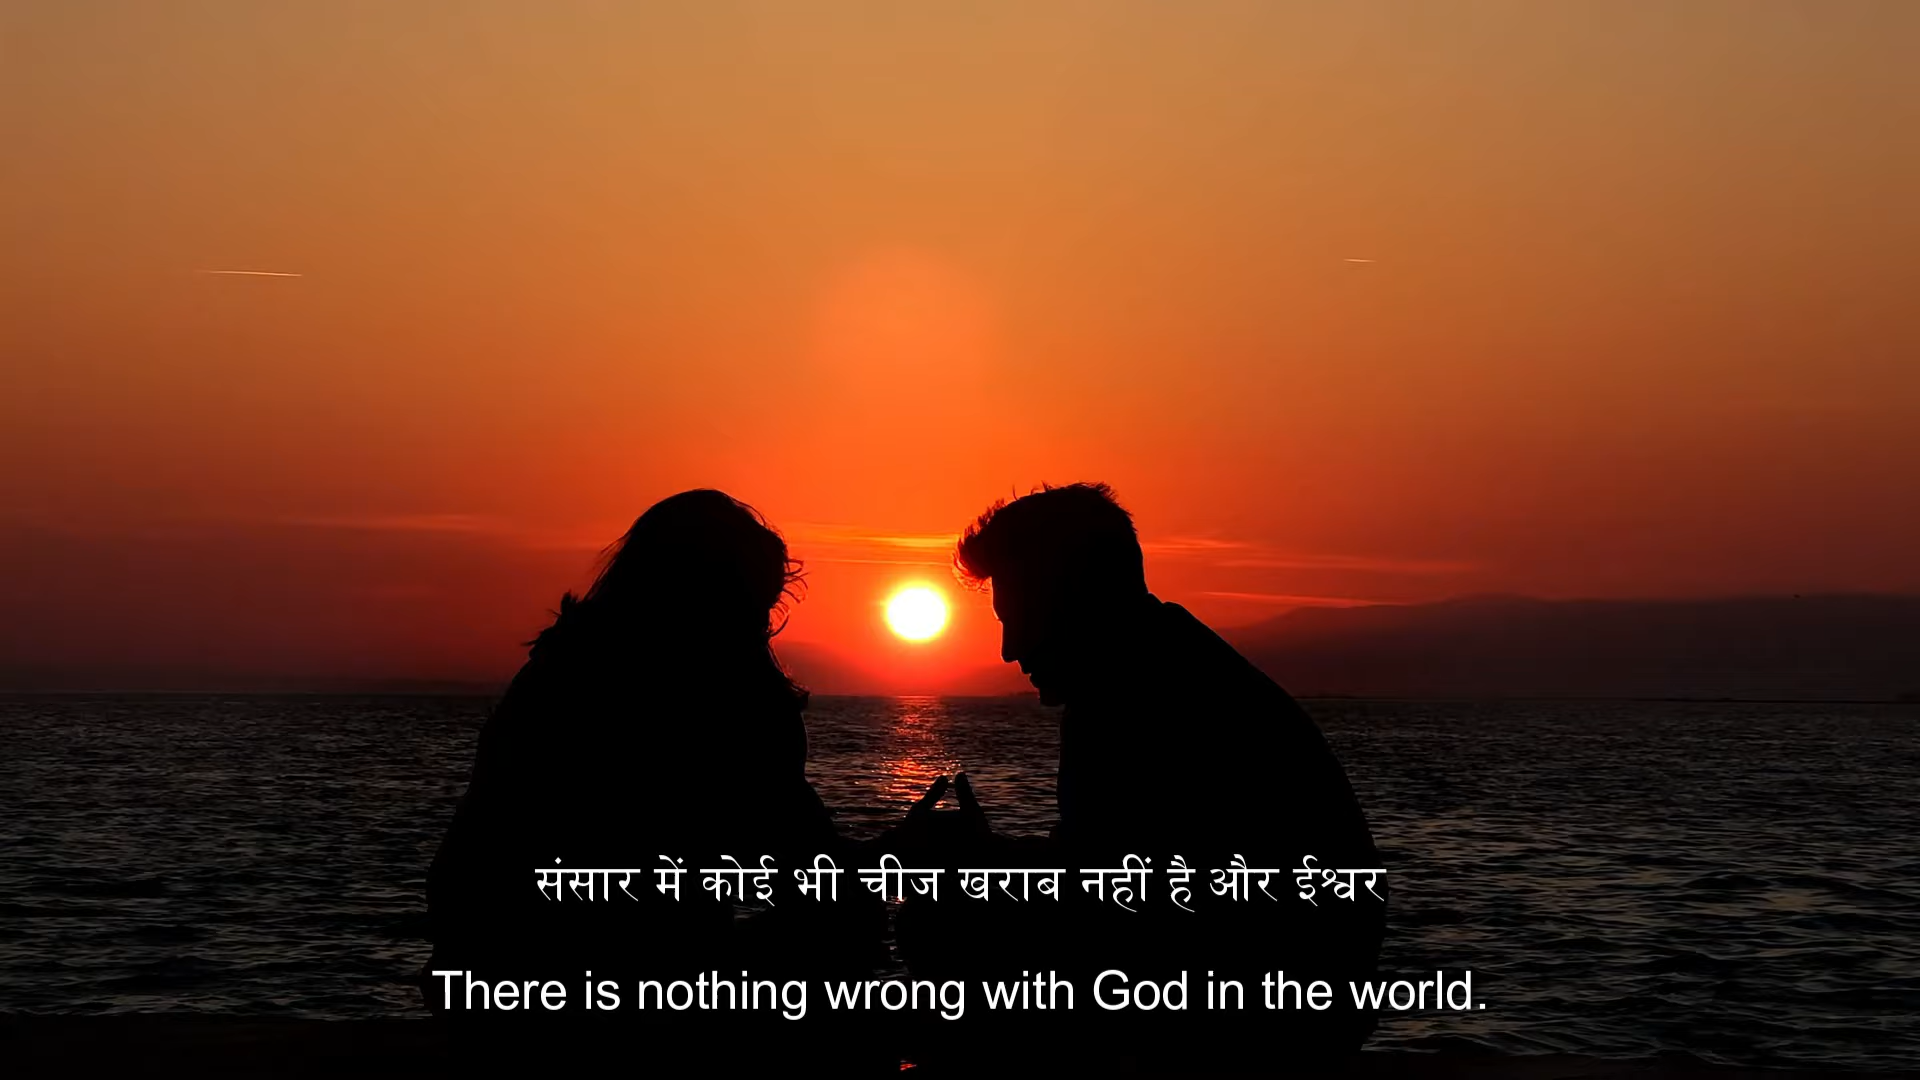 संसार में कोई भी चीज खराब नहीं है और ईश्वर
There is nothing wrong with God in the world.